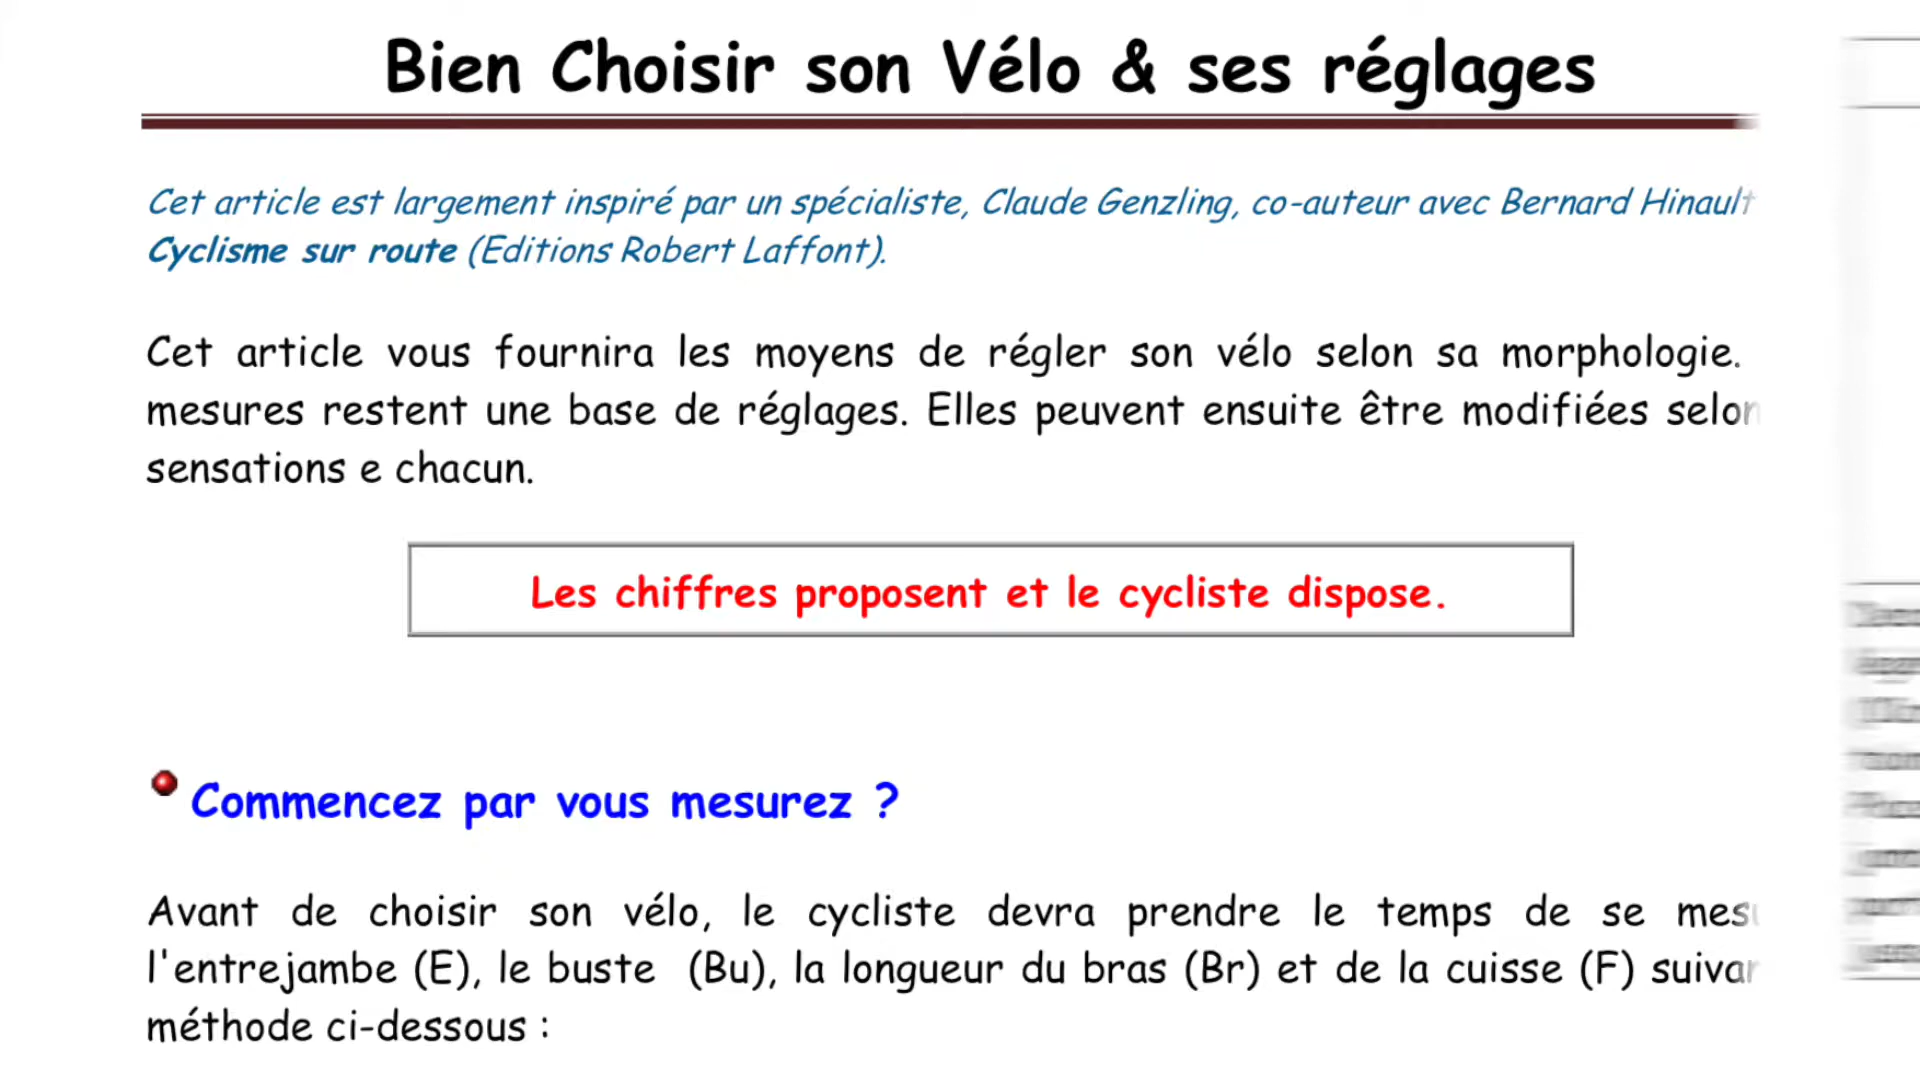 Bien Choisir son Vélo & ses réglages
Cet article est largement inspiré par un spécialiste, Claude Genzling, co-auteur avec Bernard Hinault
Cyclisme sur route (Editions Robert Laffont).
Cet article vous fournira les moyens de régler son vélo selon sa morphologie.
mesures restent une base de réglages. Elles peuvent ensuite être modifiées selon
sensations e chacun.
Les chiffres proposent et le cycliste dispose.
Commencez par vous mesurez ?
Avant de choisir son vélo, le cycliste devra prendre le temps de se
l'entrejambe (E), le buste (Bu), la longueur du bras (Br) et de la cuisse (F)
méthode ci-dessous :